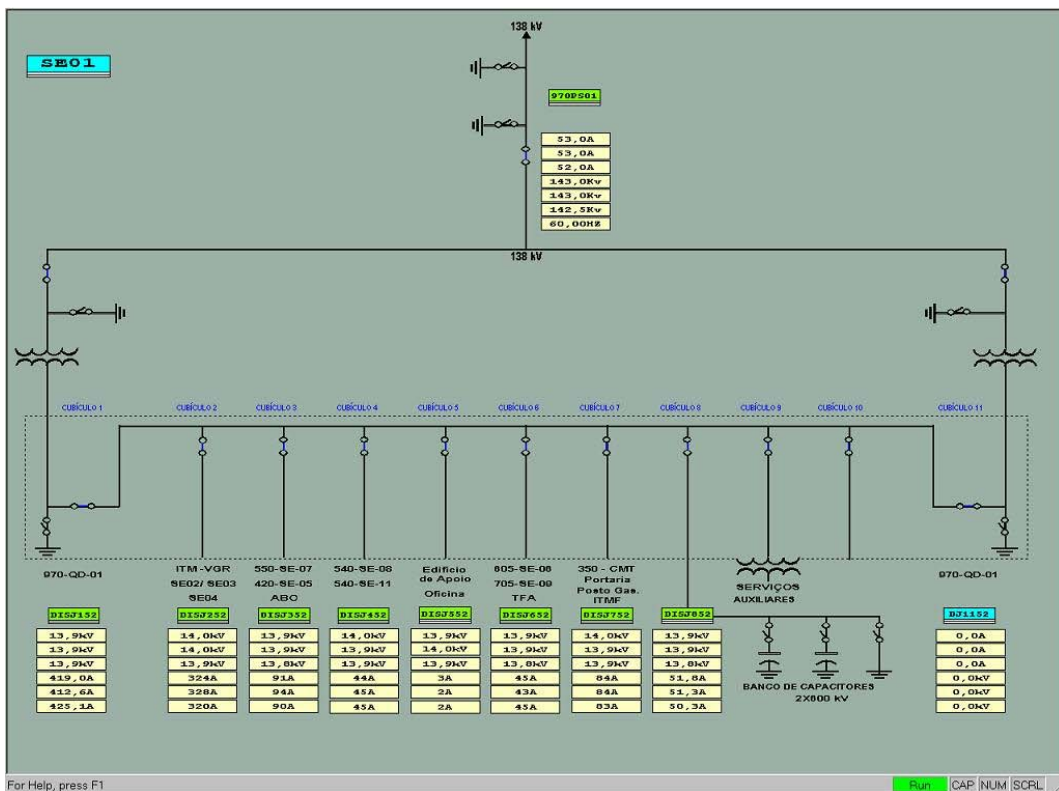 138 kV
SE01
970DS01
53,0A
53,0A
52,0A
143,0Kv
143,0Kv
142,5Kv
60,00HZ
138 kV
CUBÍCULO 1
CUBÍCULO 2
CUBÍCULO 3
CUBÍCULO 4
CUBÍCULO 5
CUBÍCULO 6
CUBÍCULO 7
CUBÍCULO 8
CUBÍCULO 9
CUBÍCULO 10
CUBÍCULO 11
970-QD-01
ITM-VGR
SE02/ SE03
SE04
550-SE-07
420-SE-05
ABC
540-SE-08
540-SE-11
Edifício
de Apoio
Oficina
605-SE-06
705-SE-09
TFA
350 - CMT
Portaria
Posto Gas.
ITMF
SERVIÇOS
AUXILIARES
970-QD-01
DISJ152
13,9kV
13,9kV
13,9kV
419,0A
412,6A
425,1A
DISJ252
14,0kV
14,0kV
13,9kV
324A
328A
320A
DISJ352
13,9kV
13,9kV
13,8kV
91A
94A
90A
DISJ452
14,0kV
13,9kV
13,9kV
44A
45A
45A
DISJ552
13,9kV
14,0kV
13,9kV
3A
2A
2A
DISJ652
13,9kV
13,9kV
13,8kV
45A
43A
45A
DISJ752
14,0kV
13,9kV
13,9kV
84A
84A
83A
DISJ852
13,9kV
13,9kV
13,8kV
51,8A
51,3A
50,3A
BANCO DE CAPACITORES
2X600 kV
DJ1152
0,0A
0,0A
0,0A
0,0kV
0,0kV
0,0kV
For Help, press F1
Run
CAP
NUM
SCRL